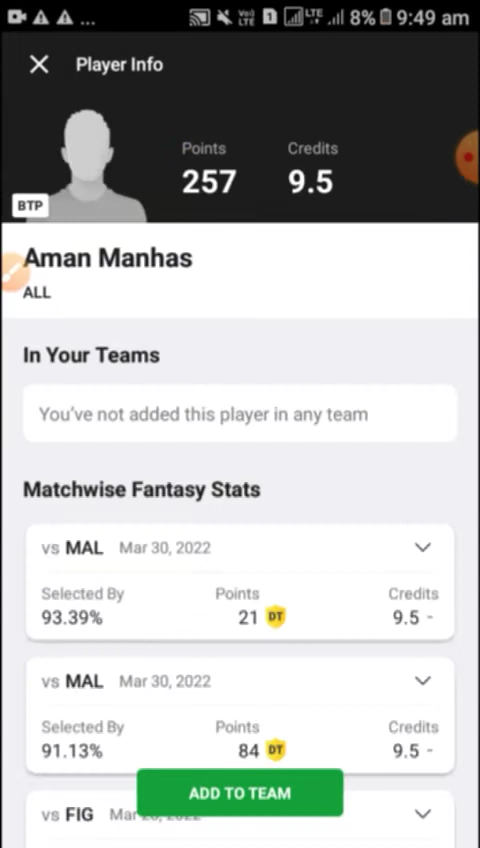 ... 1 LTE 8% 9:49 am
Player Info
Points Credits
257 9.5
BTP
Aman Manhas
ALL
In Your Teams
You've not added this player in any team
Matchwise Fantasy Stats
vs MAL Mar 30, 2022
Selected By Points Credits
93.39% 21 DT 9.5 -
vs MAL Mar 30, 2022
Selected By Points Credits
91.13% 84 DT 9.5 -
ADD TO TEAM
vs FIG Mar